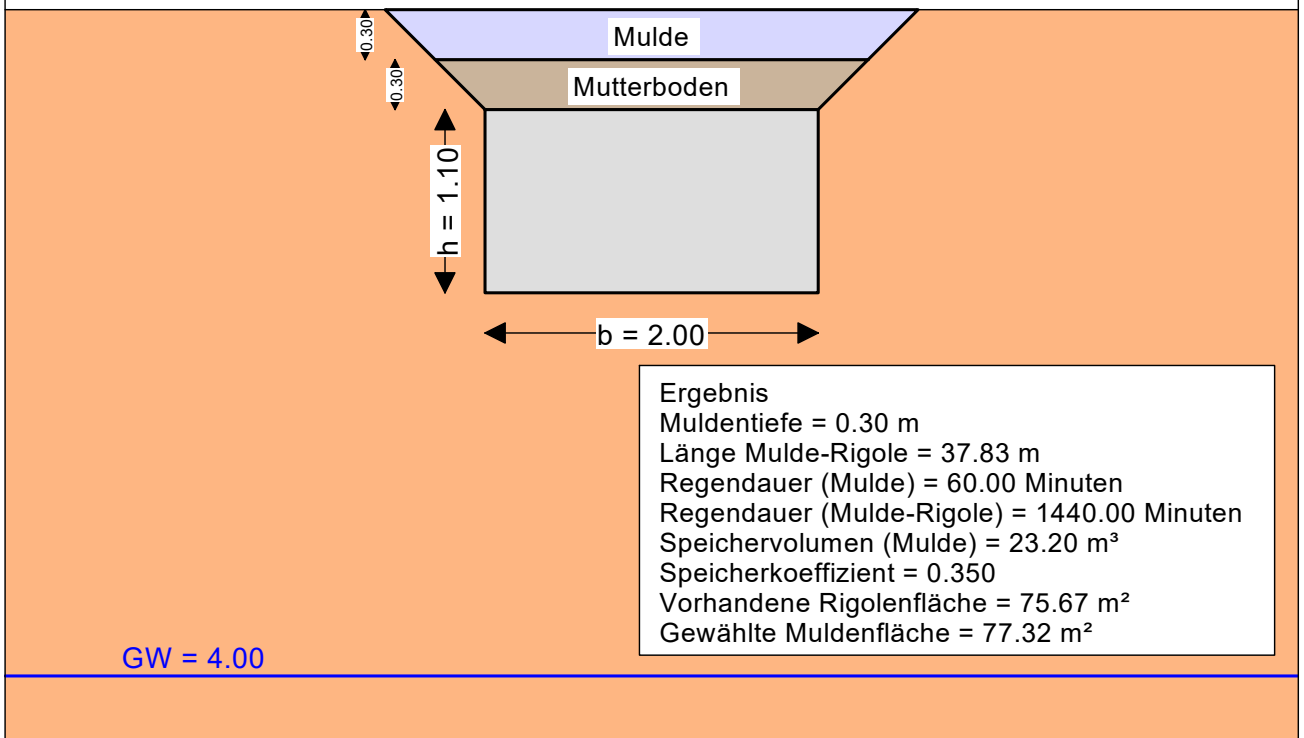 0.30
Mulde
0.30
Mutterboden
h = 1.10
b = 2.00
Ergebnis
Muldentiefe = 0.30 m
Länge Mulde-Rigole = 37.83 m
Regendauer (Mulde) = 60.00 Minuten
Regendauer (Mulde-Rigole) = 1440.00 Minuten
Speichervolumen (Mulde) = 23.20 m³
Speicherkoeffizient = 0.350
Vorhandene Rigolenfläche = 75.67 m²
Gewählte Muldenfläche = 77.32 m²
GW = 4.00